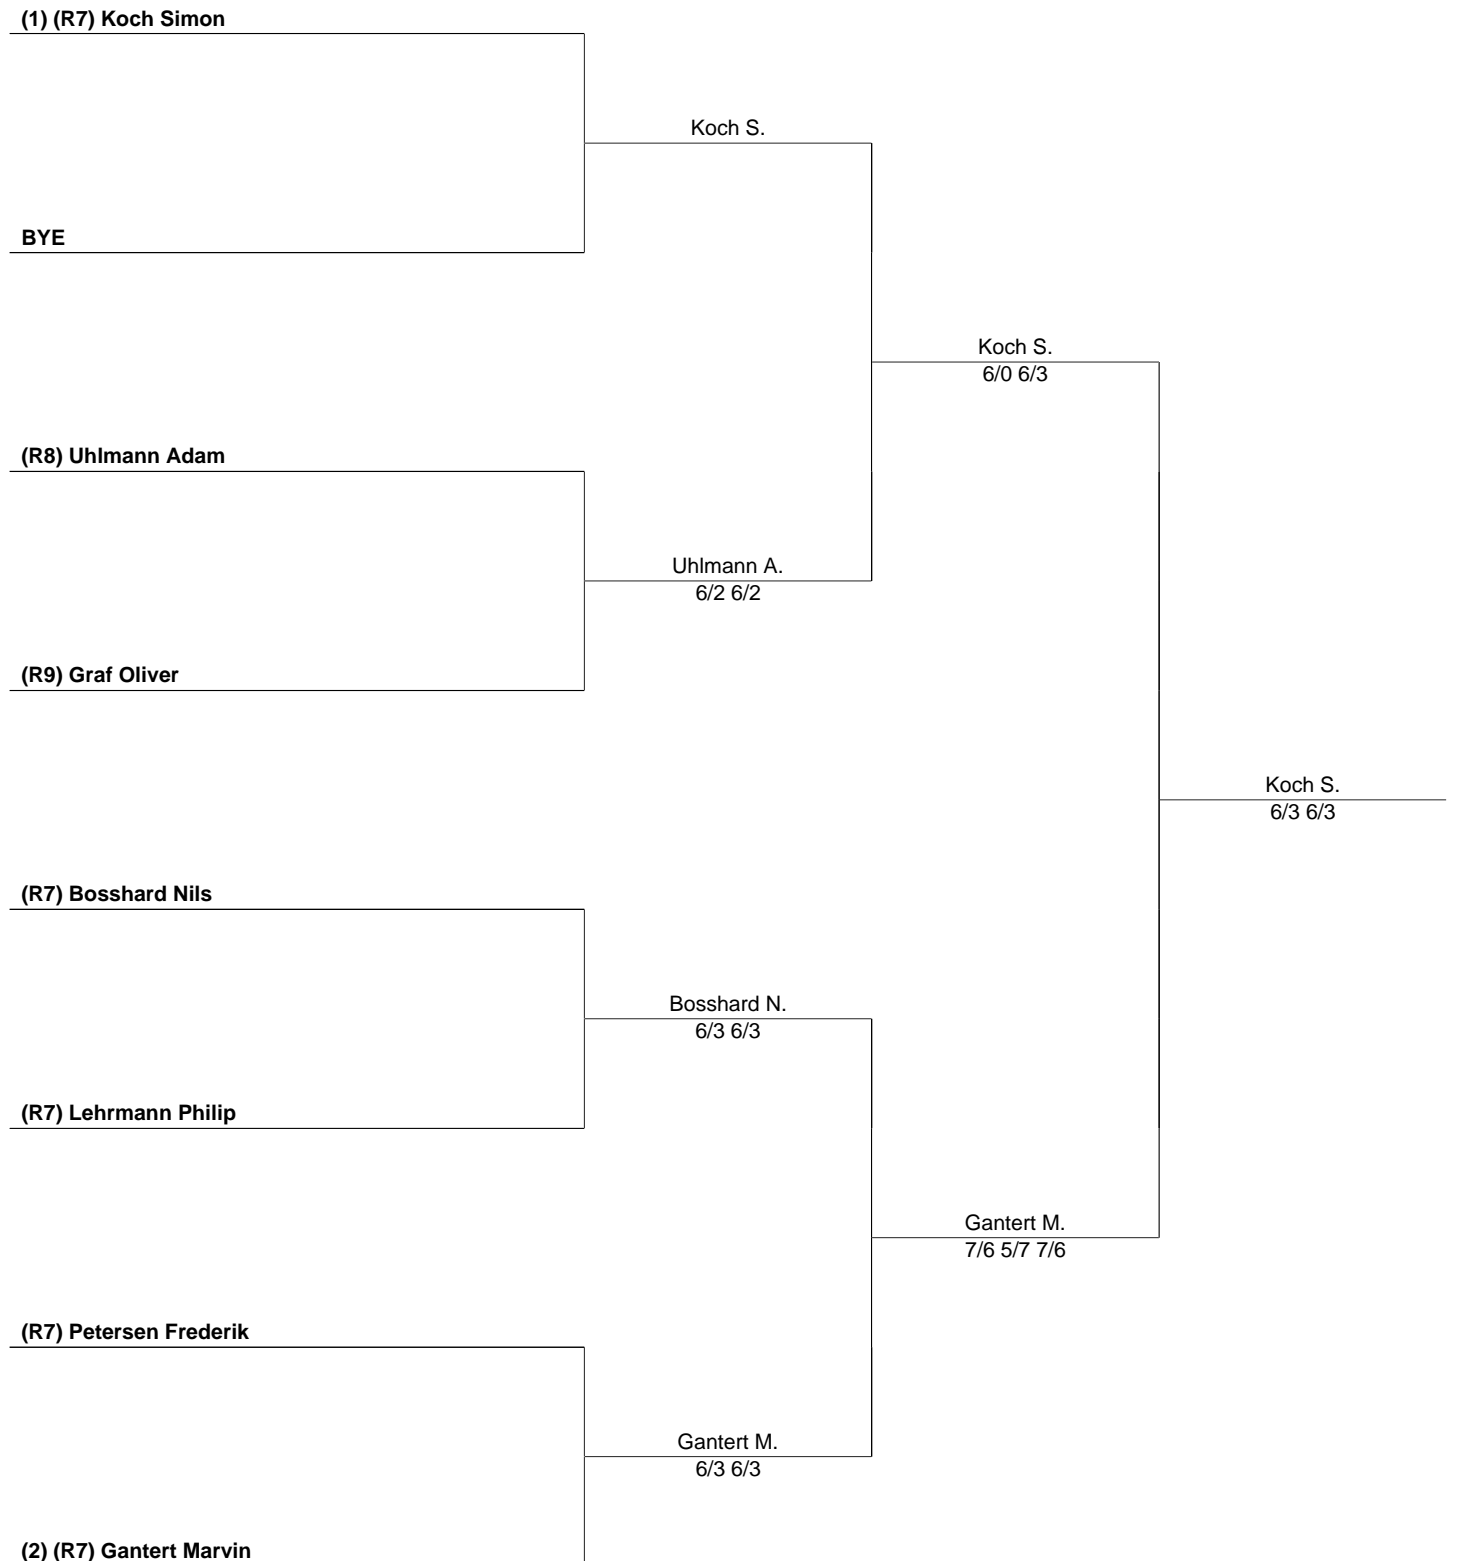 (1) (R7) Koch Simon
Koch S.
BYE
Koch S.
6/0 6/3
(R8) Uhlmann Adam
Uhlmann A.
6/2 6/2
(R9) Graf Oliver
Koch S.
6/3 6/3
(R7) Bosshard Nils
Bosshard N.
6/3 6/3
(R7) Lehrmann Philip
Gantert M.
7/6 5/7 7/6
(R7) Petersen Frederik
Gantert M.
6/3 6/3
(2) (R7) Gantert Marvin